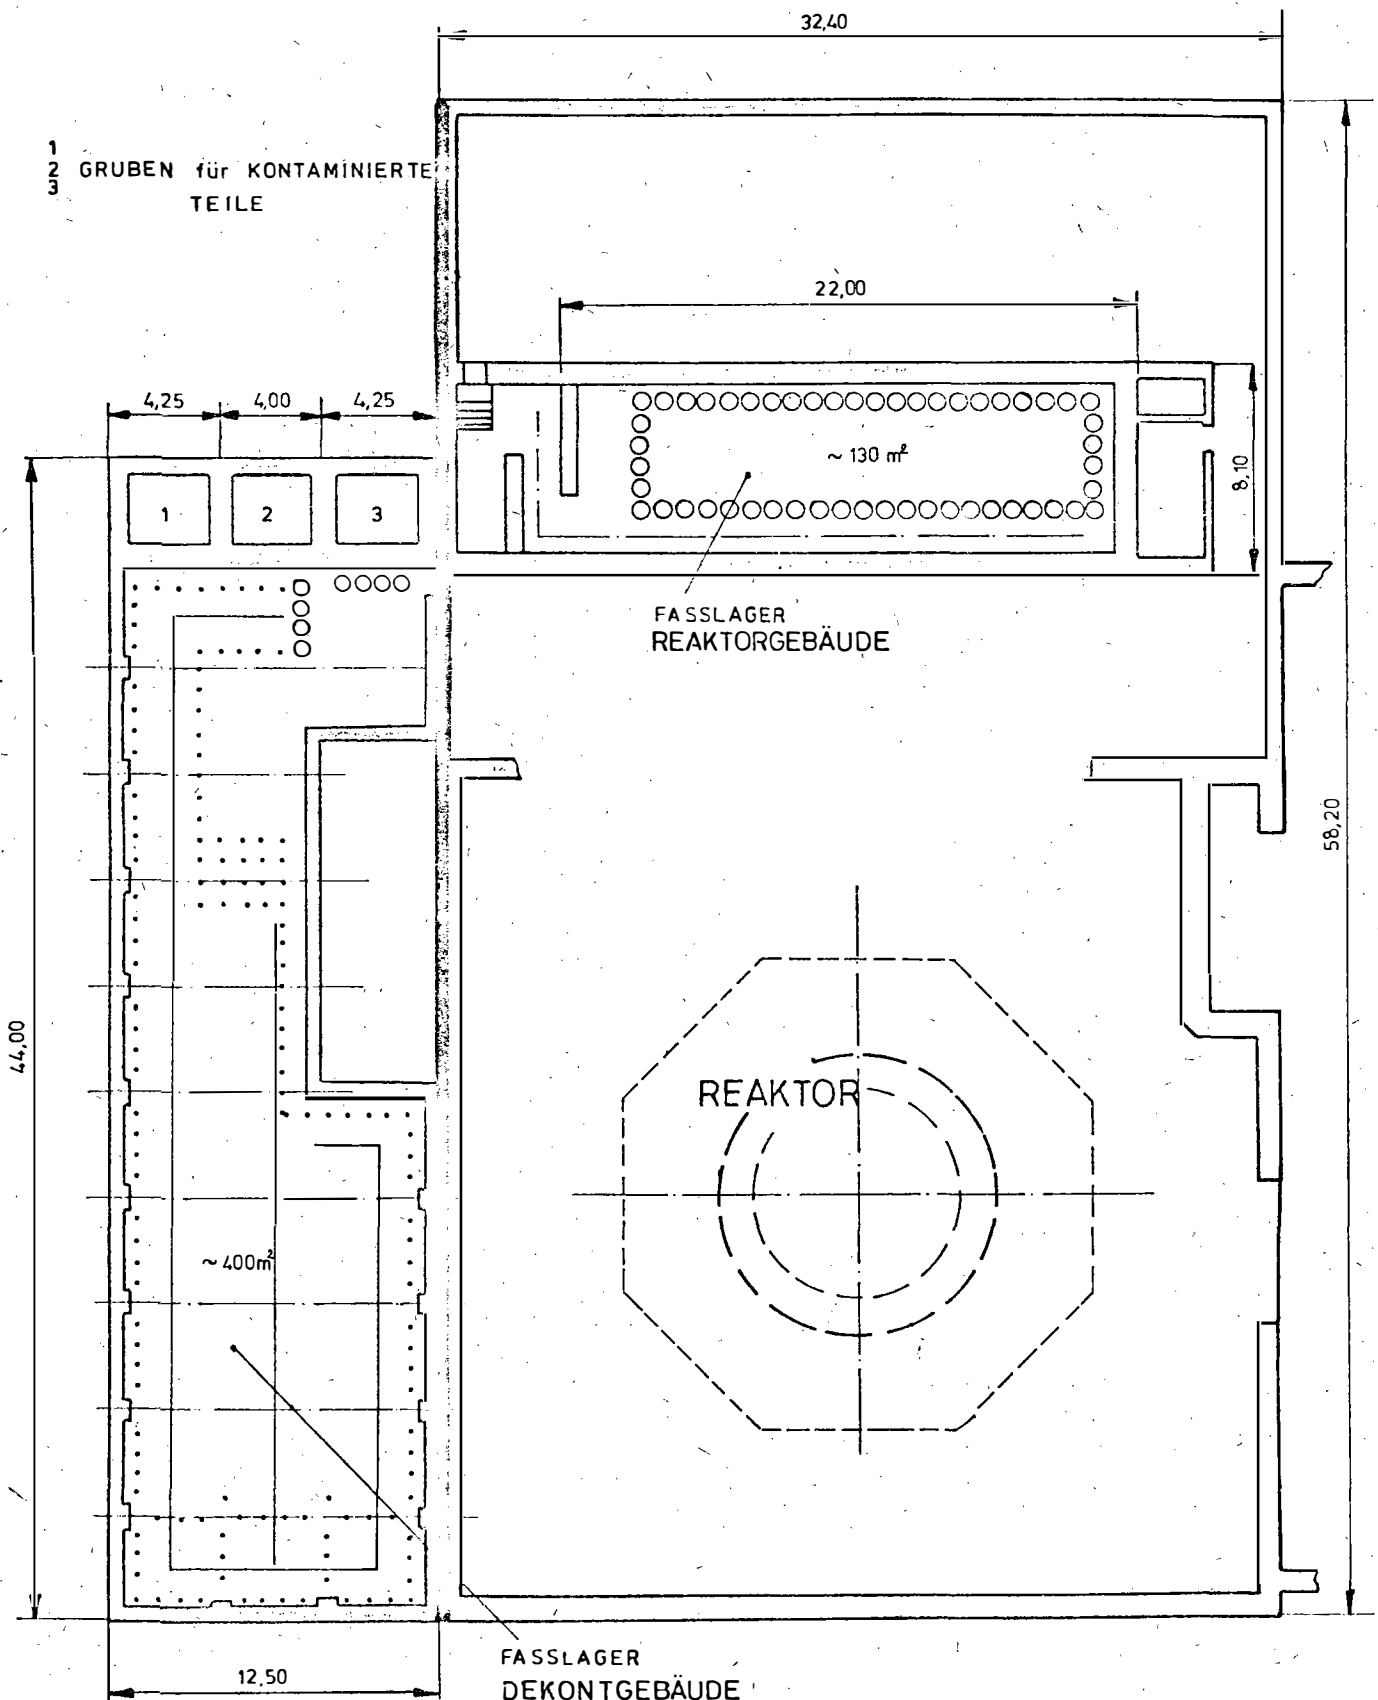 32,40
1
2 GRUBEN für KONTAMINIERTE
3
TEILE
22,00
4,25 4,00 4,25
~ 130 m²
8,10
1 2 3
FASSLAGER
REAKTORGEBÄUDE
58,20
44,00
REAKTOR
~ 400m²
FASSLAGER
DEKONTGEBÄUDE
12,50